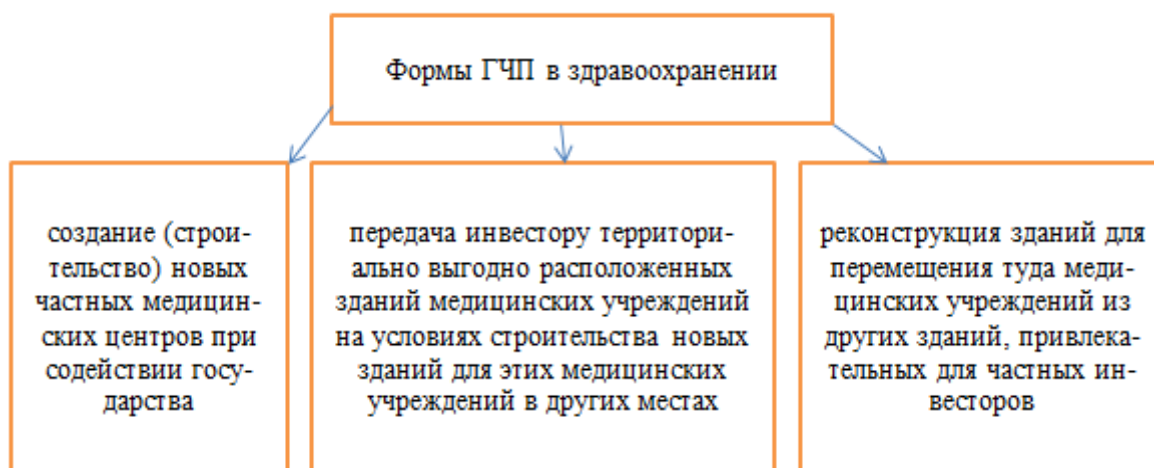 Формы ГЧП в здравоохранении
создание (строи-
тельство) новых
частных медицин-
ских центров при
содействии госу-
дарства
передача инвестору территори-
ально выгодно расположенных
зданий медицинских учреждений
на условиях строительства новых
зданий для этих медицинских
учреждений в других местах
реконструкция зданий для
перемещения туда меди-
цинских учреждений из
других зданий, привлека-
тельных для частных ин-
весторов